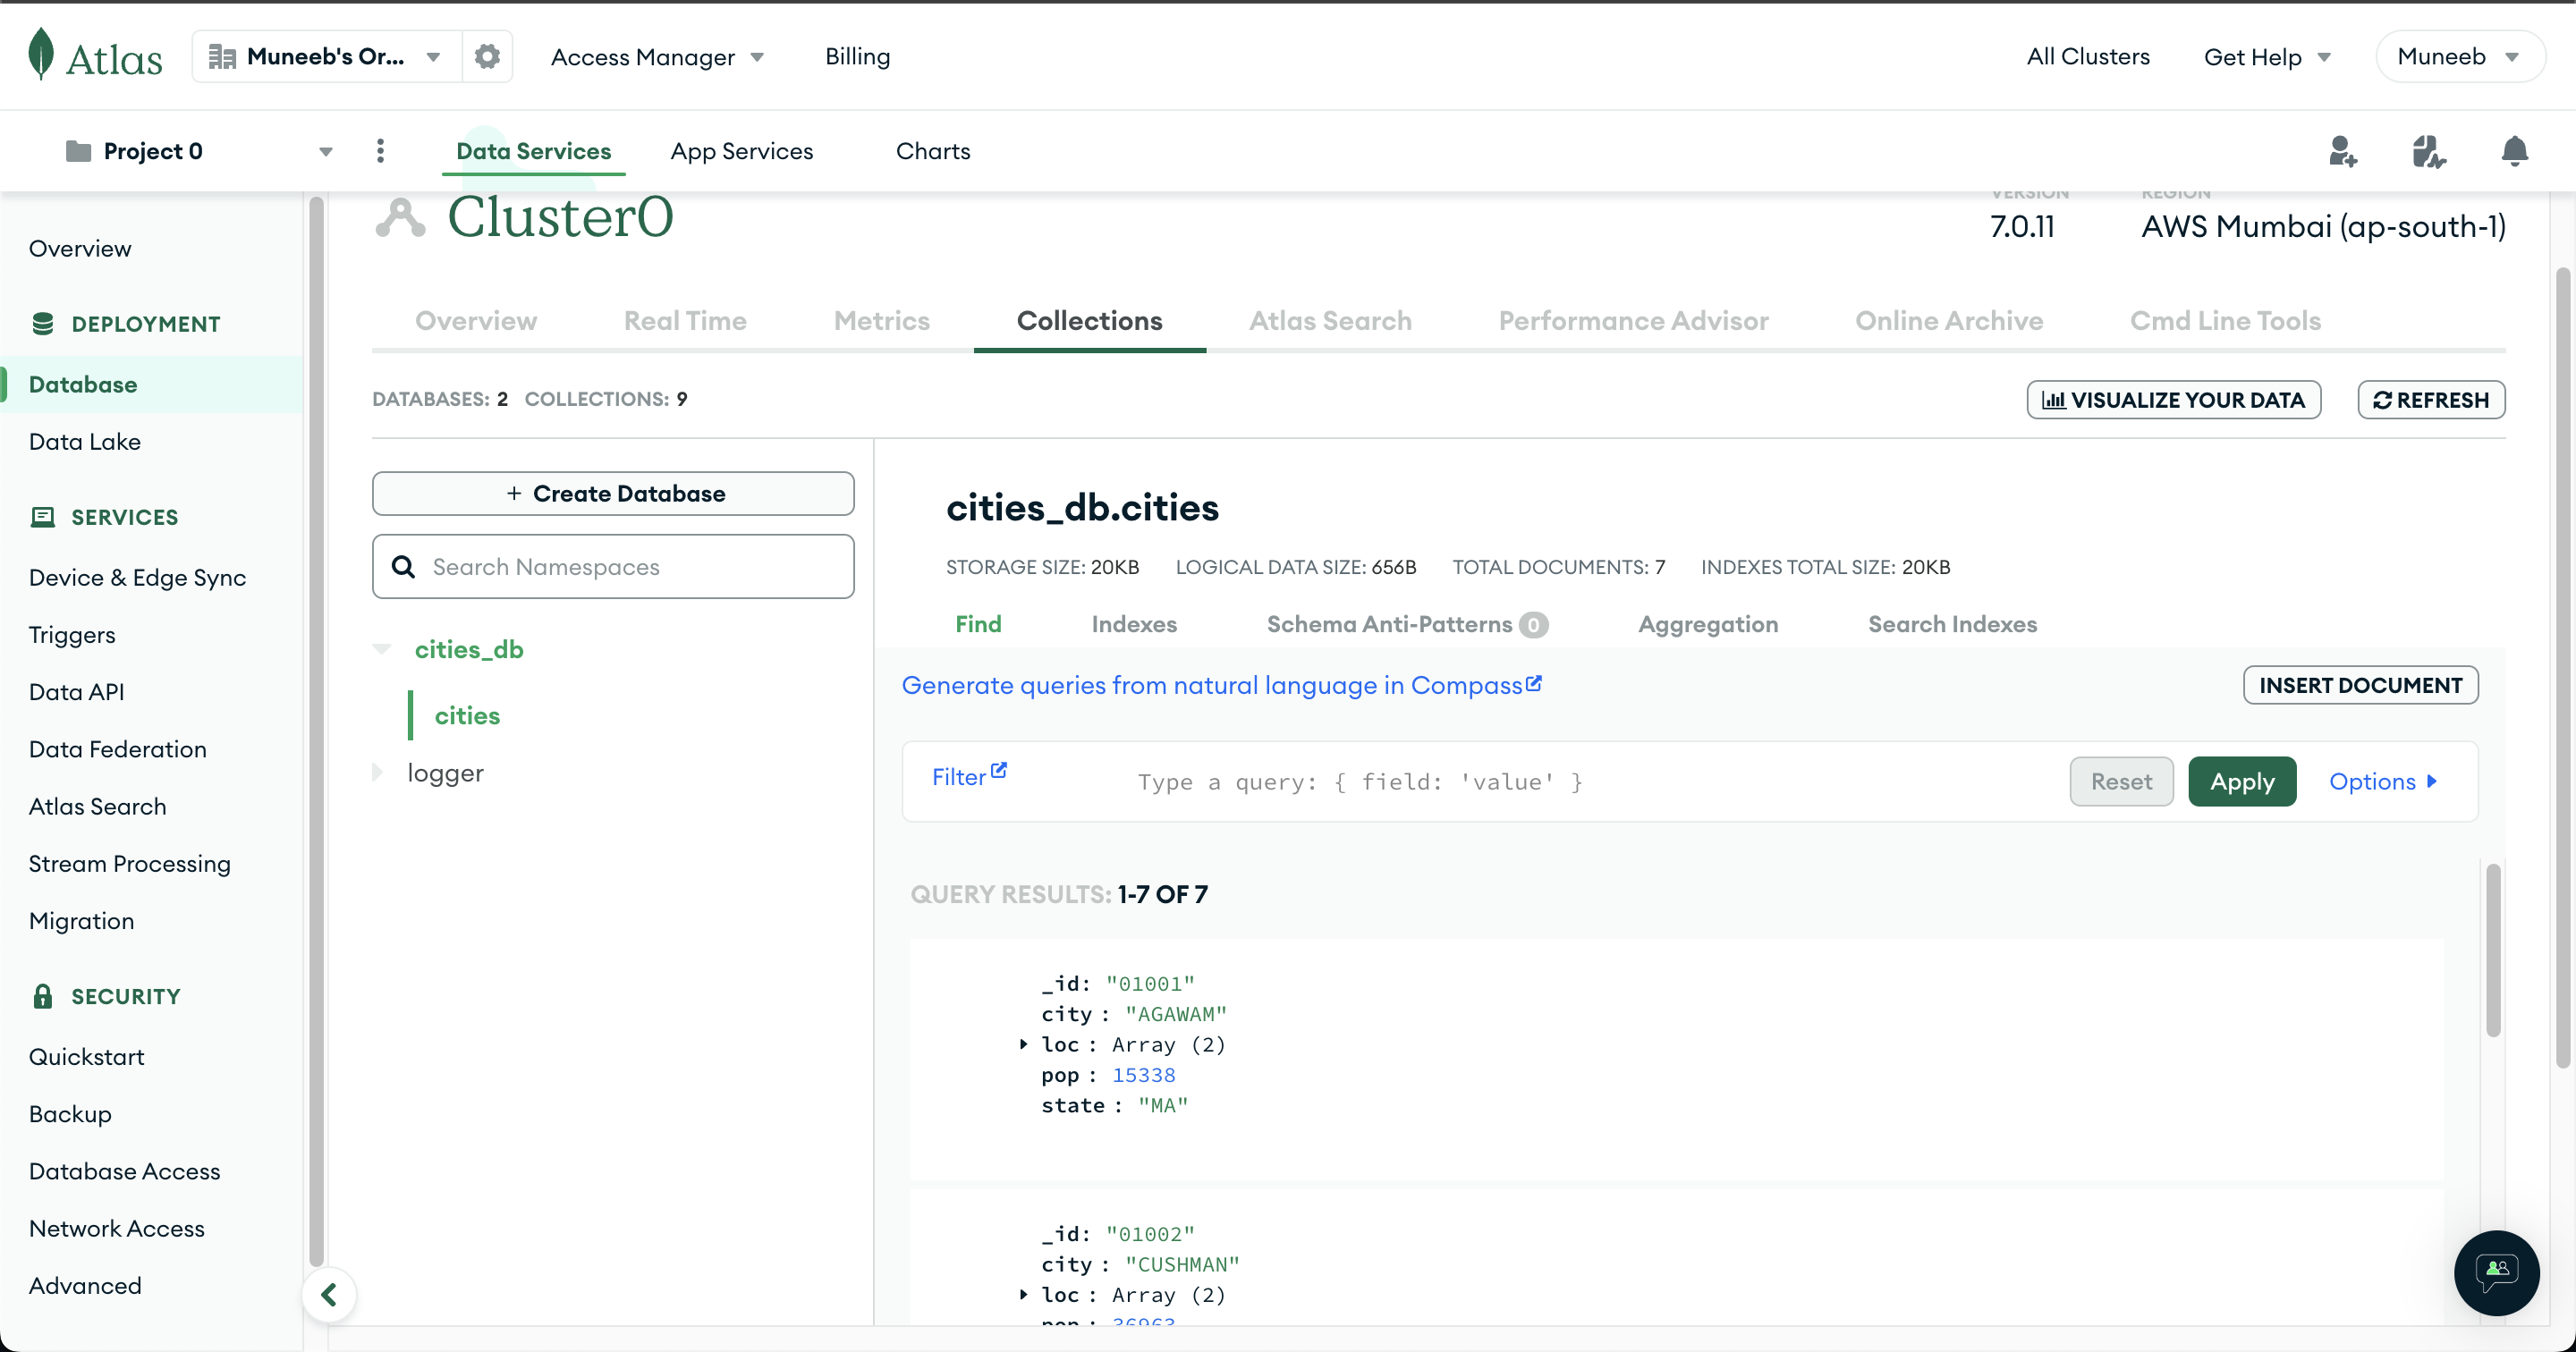 Atlas
Muneeb's Or...
Access Manager
Billing
All Clusters
Get Help
Muneeb
Project 0
Data Services
App Services
Charts
Overview
DEPLOYMENT
Database
Data Lake
SERVICES
Device & Edge Sync
Triggers
Data API
Data Federation
Atlas Search
Stream Processing
Migration
SECURITY
Quickstart
Backup
Database Access
Network Access
Advanced
Cluster0
VERSION
7.0.11
REGION
AWS Mumbai (ap-south-1)
Overview
Real Time
Metrics
Collections
Atlas Search
Performance Advisor
Online Archive
Cmd Line Tools
DATABASES: 2 COLLECTIONS: 9
VISUALIZE YOUR DATA
REFRESH
+ Create Database
Search Namespaces
cities_db
cities
logger
cities_db.cities
STORAGE SIZE: 20KB LOGICAL DATA SIZE: 656B TOTAL DOCUMENTS: 7 INDEXES TOTAL SIZE: 20KB
Find
Indexes
Schema Anti-Patterns 0
Aggregation
Search Indexes
Generate queries from natural language in Compass
INSERT DOCUMENT
Filter
Type a query: { field: 'value' }
Reset
Apply
Options
QUERY RESULTS: 1-7 OF 7
_id: "01001"
city : "AGAWAM"
loc : Array (2)
pop : 15338
state : "MA"
_id: "01002"
city : "CUSHMAN"
loc : Array (2)
pop : 36963